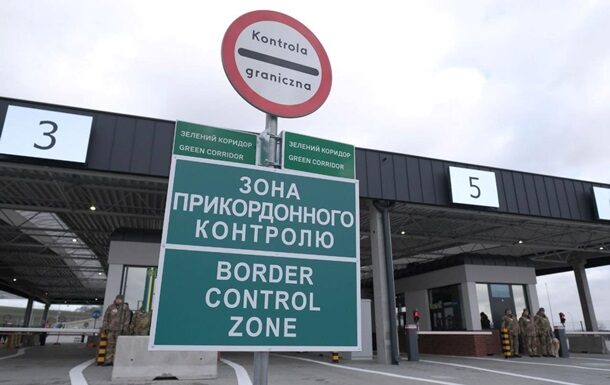 Kontrola
graniczna
3
ЗЕЛЕНИЙ КОРИДОР
GREEN CORRIDOR
ЗЕЛЕНИЙ КОРИДОР
GREEN CORRIDOR
5
ЗОНА
ПРИКОРДОННОГО
КОНТРОЛЮ
BORDER
CONTROL
ZONE